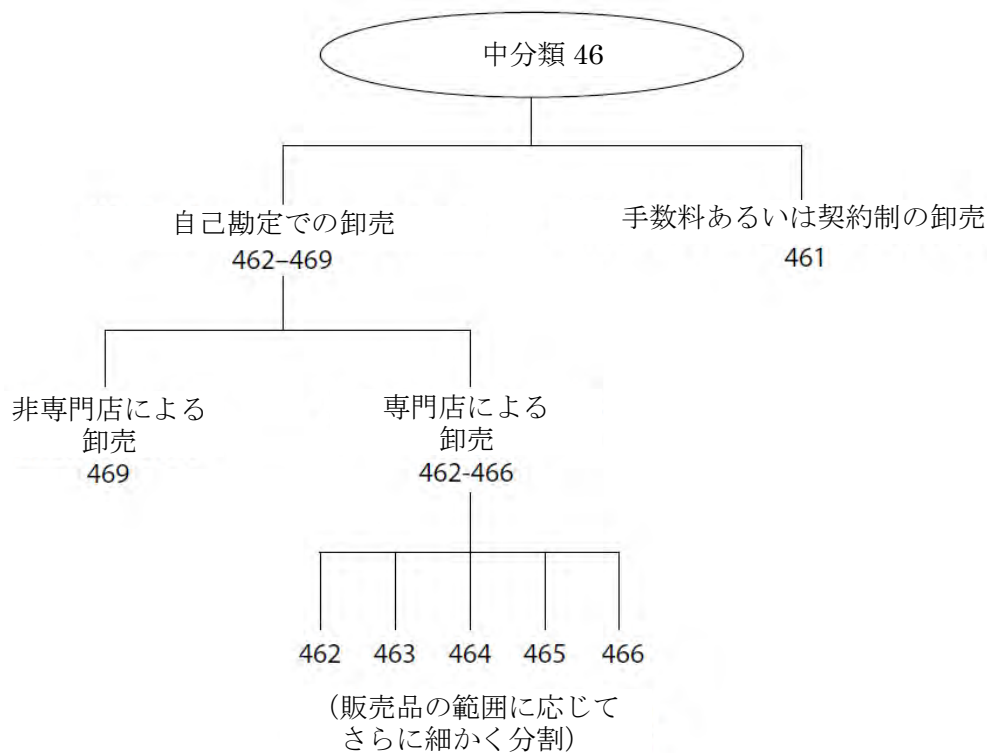 中分類 46
自己勘定での卸売
462–469
手数料あるいは契約制の卸売
461
非専門店による
卸売
469
専門店による
卸売
462-466
462 463 464 465 466
（販売品の範囲に応じて
さらに細かく分割）